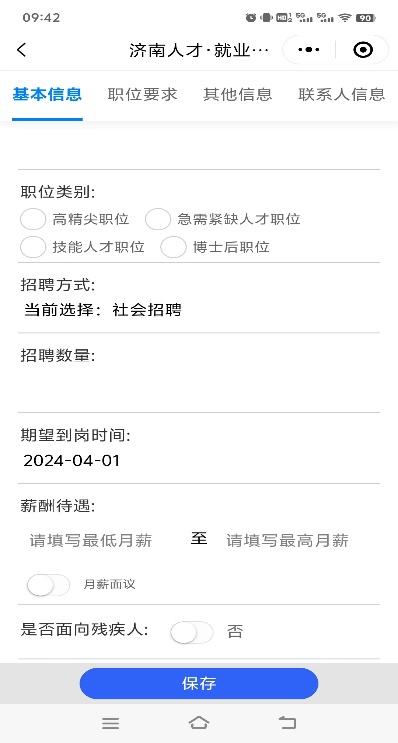 09:42
HD 5G 5G 90
济南人才·就业…
基本信息 职位要求 其他信息 联系人信息
职位类别:
高精尖职位 急需紧缺人才职位
技能人才职位 博士后职位
招聘方式:
当前选择：社会招聘
招聘数量:
期望到岗时间:
2024-04-01
薪酬待遇:
请填写最低月薪 至 请填写最高月薪
月薪面议
是否面向残疾人: 否
保存